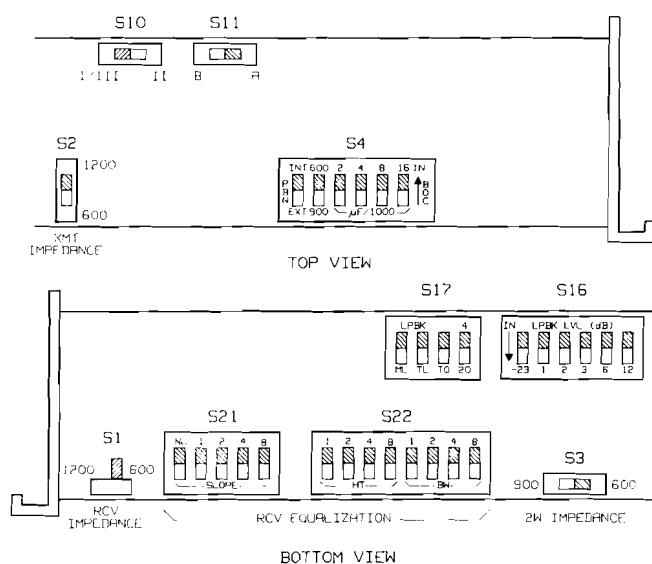 S10 S11
I/III II B A
S2 S4
1200
INT 600 2 4 8 16 IN
PBN BOC
EXT 900 µF/1000
600
XMT
IMPEDANCE
TOP VIEW
S17 S16
LPBK 4 IN LPBK LVL (dB)
ML TL TO 20 -23 1 2 3 6 12
S21 S22
S1 NL 1 2 4 8 1 2 4 8 1 2 4 8 S3
1200 600 900 600
SLOPE HT BW
RCV
IMPEDANCE RCV EQUALIZATION 2W IMPEDANCE
BOTTOM VIEW